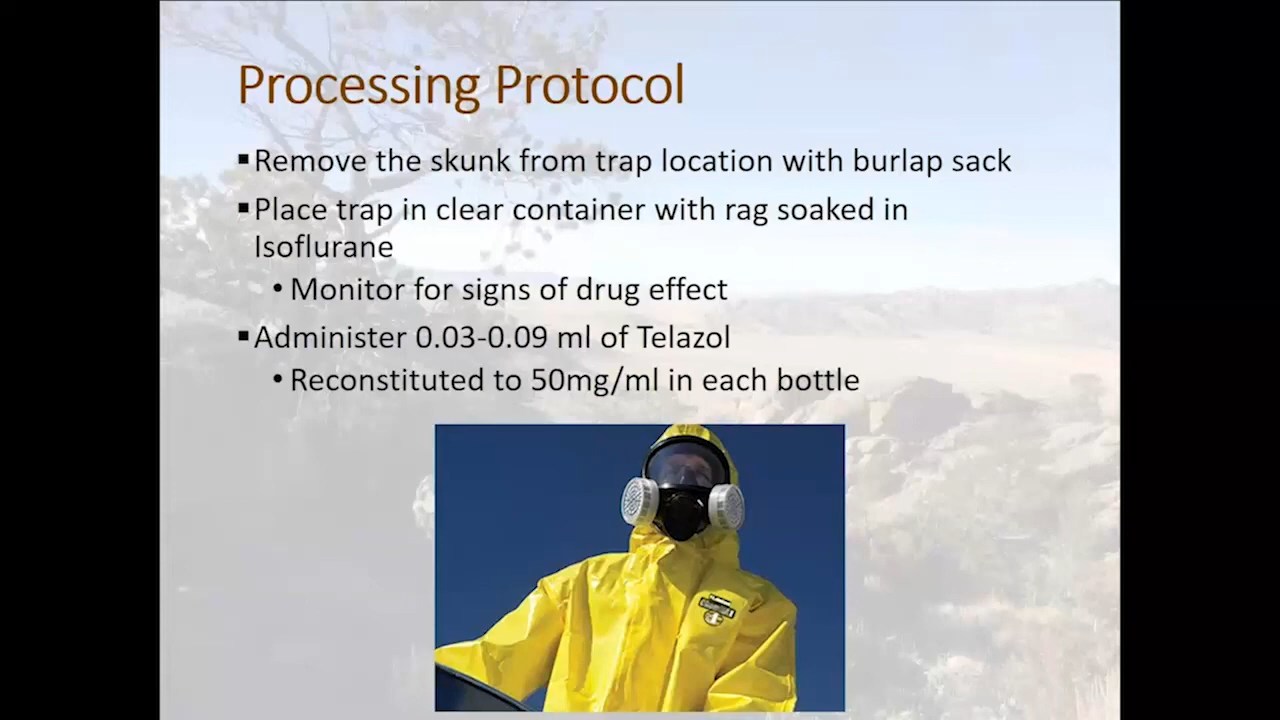 Processing Protocol
▪Remove the skunk from trap location with burlap sack
▪Place trap in clear container with rag soaked in
Isoflurane
• Monitor for signs of drug effect
▪Administer 0.03-0.09 ml of Telazol
• Reconstituted to 50mg/ml in each bottle